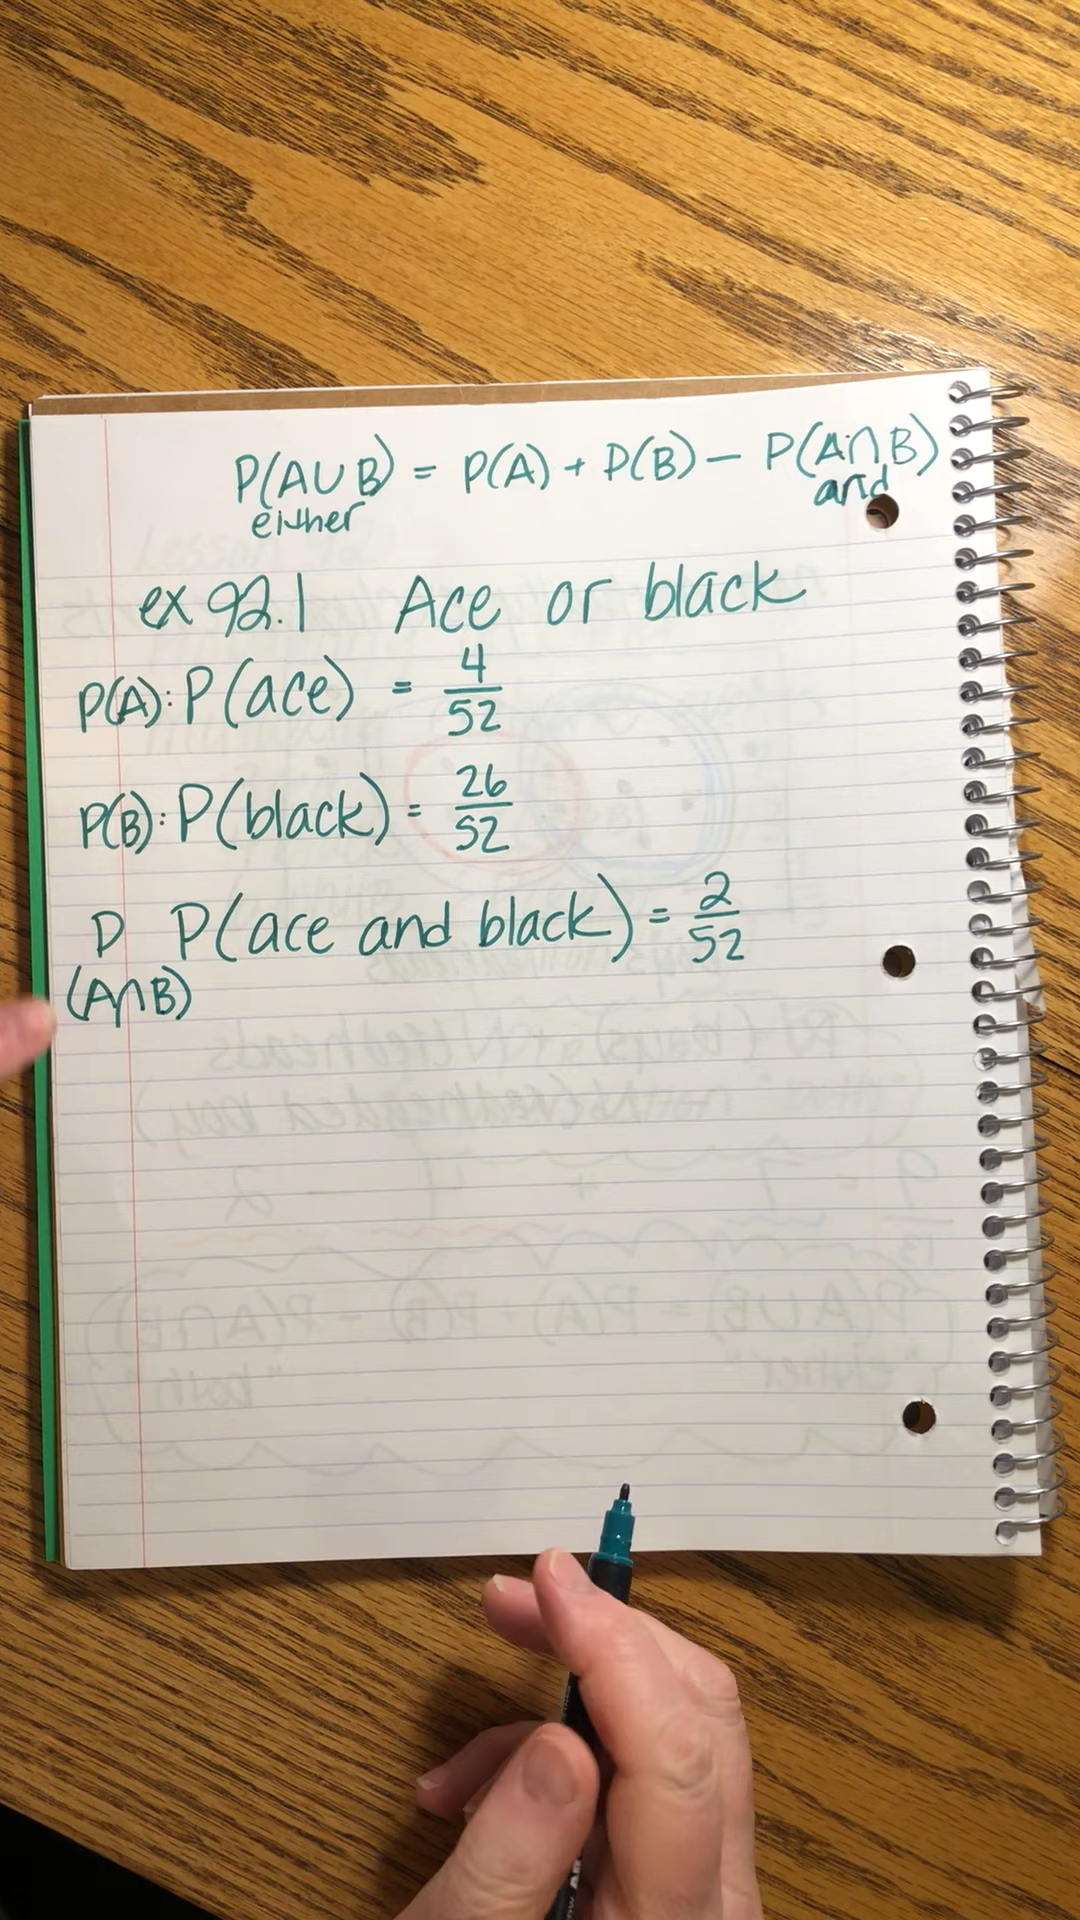 P(A∪B) = P(A) + P(B) − P(A∩B)
either and
ex 92.1 Ace or black
P(A): P(ace) = 4/52
P(B): P(black) = 26/52
P P(ace and black) = 2/52
(A∩B)